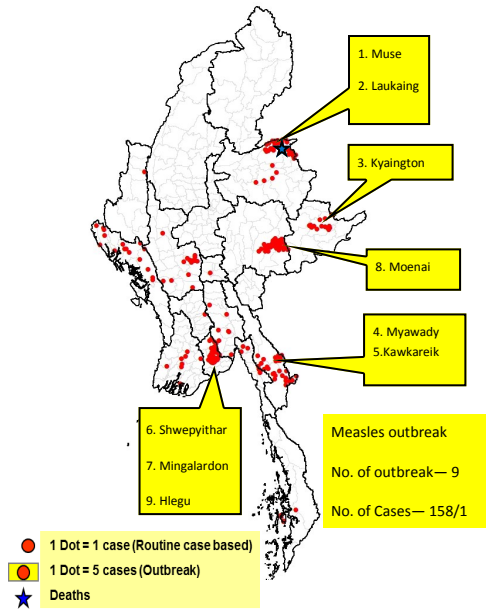 1. Muse
2. Laukaing
3. Kyaington
8. Moenai
4. Myawady
5.Kawkareik
6. Shwepyithar
7. Mingalardon
9. Hlegu
Measles outbreak
No. of outbreak— 9
No. of Cases— 158/1
1 Dot = 1 case (Routine case based)
1 Dot = 5 cases (Outbreak)
Deaths